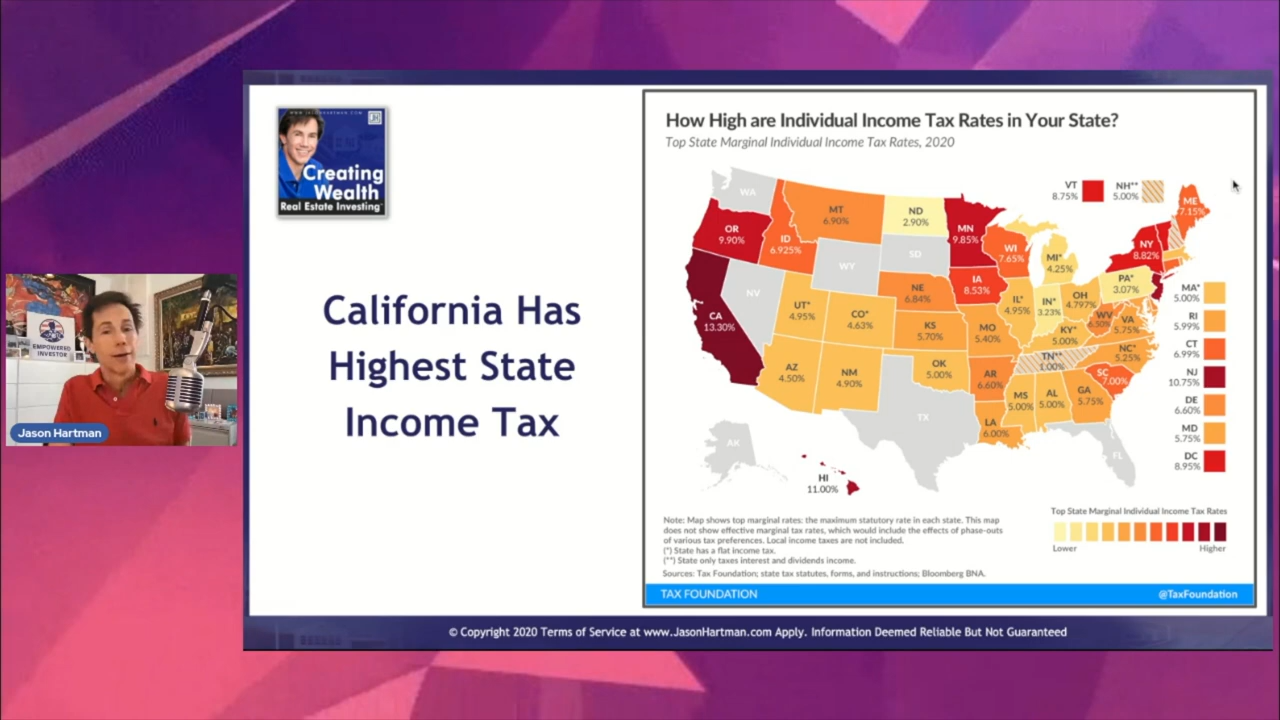 WWW.JASONHARTMAN.COM
JH
Creating
Wealth
Real Estate Investing
California Has
Highest State
Income Tax
EMPOWERED
INVESTOR
Jason Hartman
How High are Individual Income Tax Rates in Your State?
Top State Marginal Individual Income Tax Rates, 2020
WA
OR
9.90%
CA
13.30%
NV
ID
6.925%
MT
6.90%
WY
UT*
4.95%
AZ
4.50%
CO*
4.63%
NM
4.90%
ND
2.90%
SD
NE
6.84%
KS
5.70%
OK
5.00%
TX
MN
9.85%
IA
8.53%
MO
5.40%
AR
6.60%
LA
6.00%
WI
7.65%
IL*
4.95%
MI*
4.25%
IN*
3.23%
OH
4.797%
KY*
5.00%
TN**
1.00%
MS
5.00%
AL
5.00%
GA
5.75%
FL
SC
7.00%
NC*
5.25%
VA
5.75%
WV
6.50%
PA*
3.07%
NY
8.82%
ME
7.15%
VT
8.75%
NH**
5.00%
MA*
5.00%
RI
5.99%
CT
6.99%
NJ
10.75%
DE
6.60%
MD
5.75%
DC
8.95%
AK
HI
11.00%
Top State Marginal Individual Income Tax Rates
Lower Higher
Note: Map shows top marginal rates: the maximum statutory rate in each state. This map
does not show effective marginal tax rates, which would include the effects of phase-outs
of various tax preferences. Local income taxes are not included.
(*) State has a flat income tax.
(**) State only taxes interest and dividends income.
Sources: Tax Foundation; state tax statutes, forms, and instructions; Bloomberg BNA.
TAX FOUNDATION @TaxFoundation
© Copyright 2020 Terms of Service at www.JasonHartman.com Apply. Information Deemed Reliable But Not Guaranteed